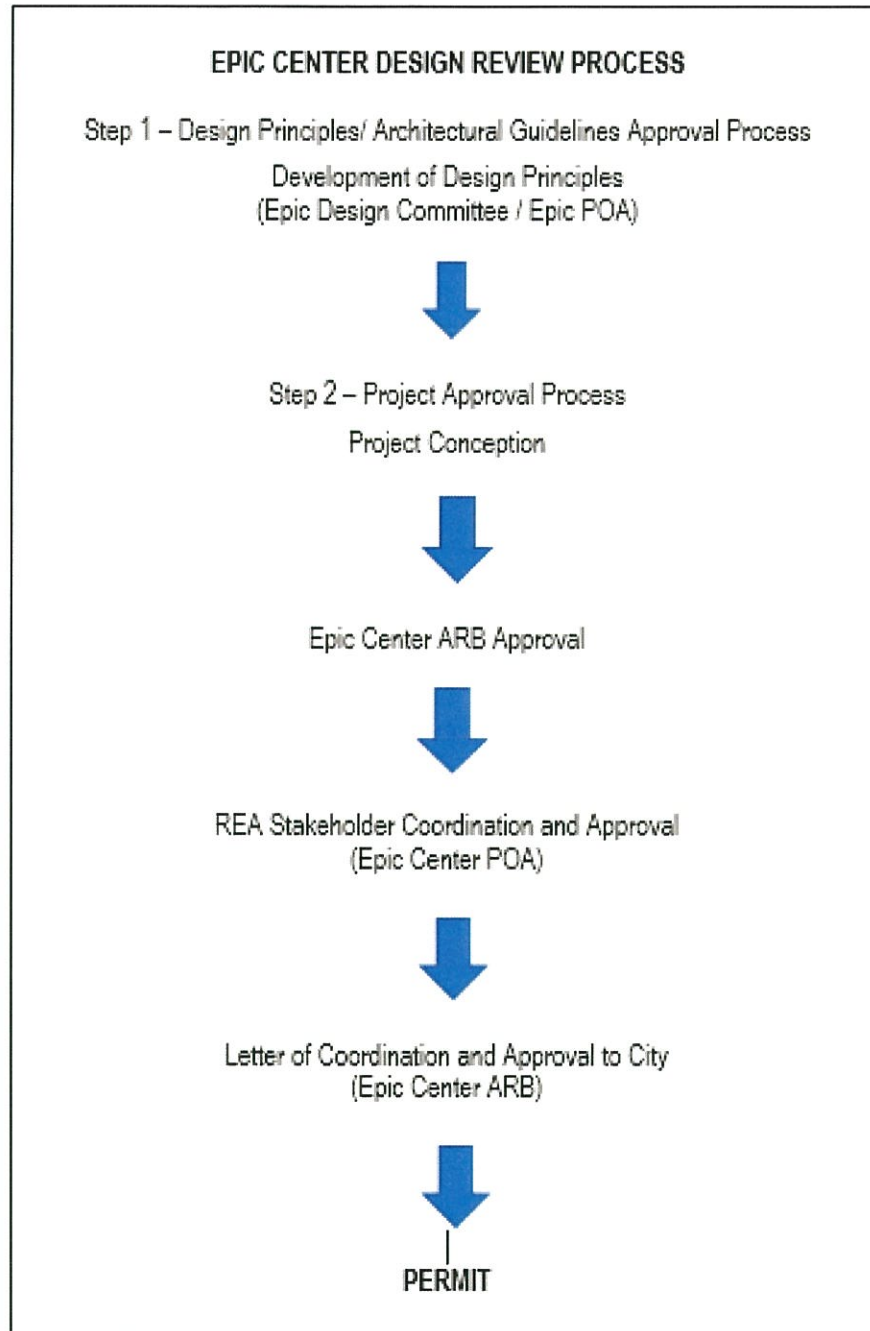 EPIC CENTER DESIGN REVIEW PROCESS
Step 1 – Design Principles/ Architectural Guidelines Approval Process
Development of Design Principles
(Epic Design Committee / Epic POA)
Step 2 – Project Approval Process
Project Conception
Epic Center ARB Approval
REA Stakeholder Coordination and Approval
(Epic Center POA)
Letter of Coordination and Approval to City
(Epic Center ARB)
PERMIT